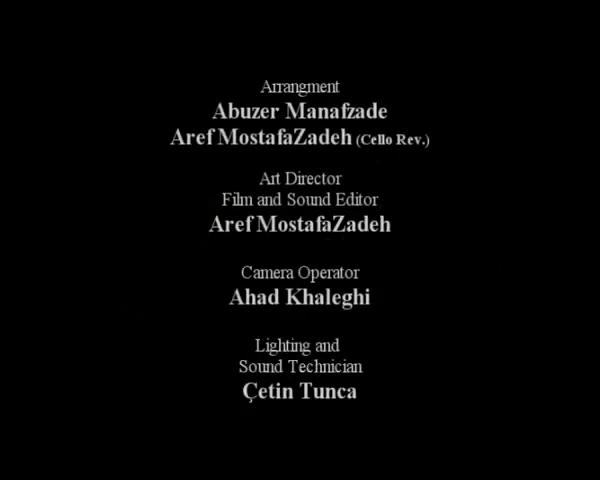 Arrangment
Abuzer Manafzade
Aref MostafaZadeh (Cello Rev.)
Art Director
Film and Sound Editor
Aref MostafaZadeh
Camera Operator
Ahad Khaleghi
Lighting and
Sound Technician
Çetin Tunca